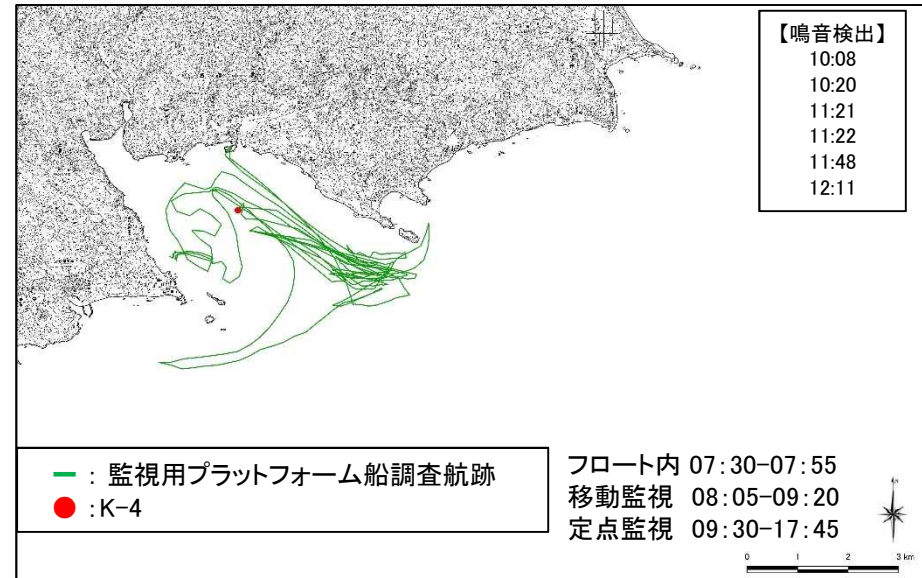 【鳴音検出】
10:08
10:20
11:21
11:22
11:48
12:11
ー : 監視用プラットフォーム船調査航跡
● :K-4
フロート内 07:30-07:55
移動監視 08:05-09:20
定点監視 09:30-17:45
0 1 2 3 km